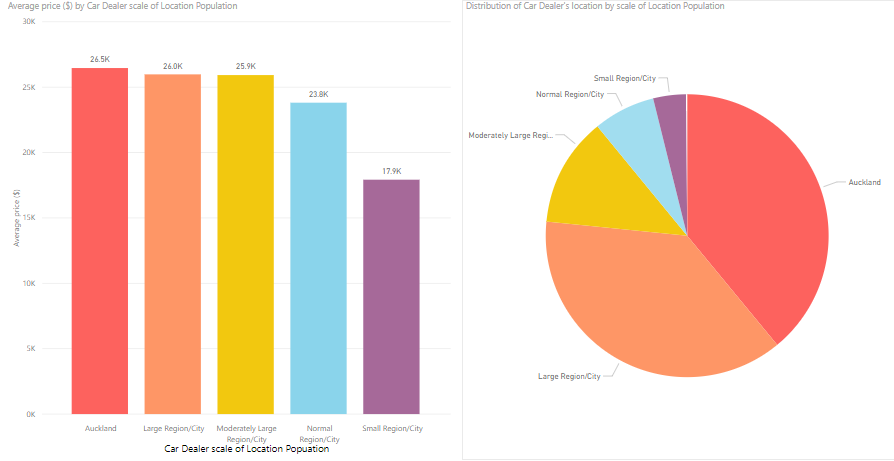 Average price ($) by Car Dealer scale of Location Population
30K
25K
20K
15K
10K
5K
0K
Average price ($)
26.5K
26.0K
25.9K
23.8K
17.9K
Auckland
Large Region/City
Moderately Large
Region/City
Normal
Region/City
Small Region/City
Car Dealer scale of Location Popuation
Distribution of Car Dealer's location by scale of Location Population
Small Region/City
Normal Region/City
Moderately Large Regi...
Auckland
Large Region/City